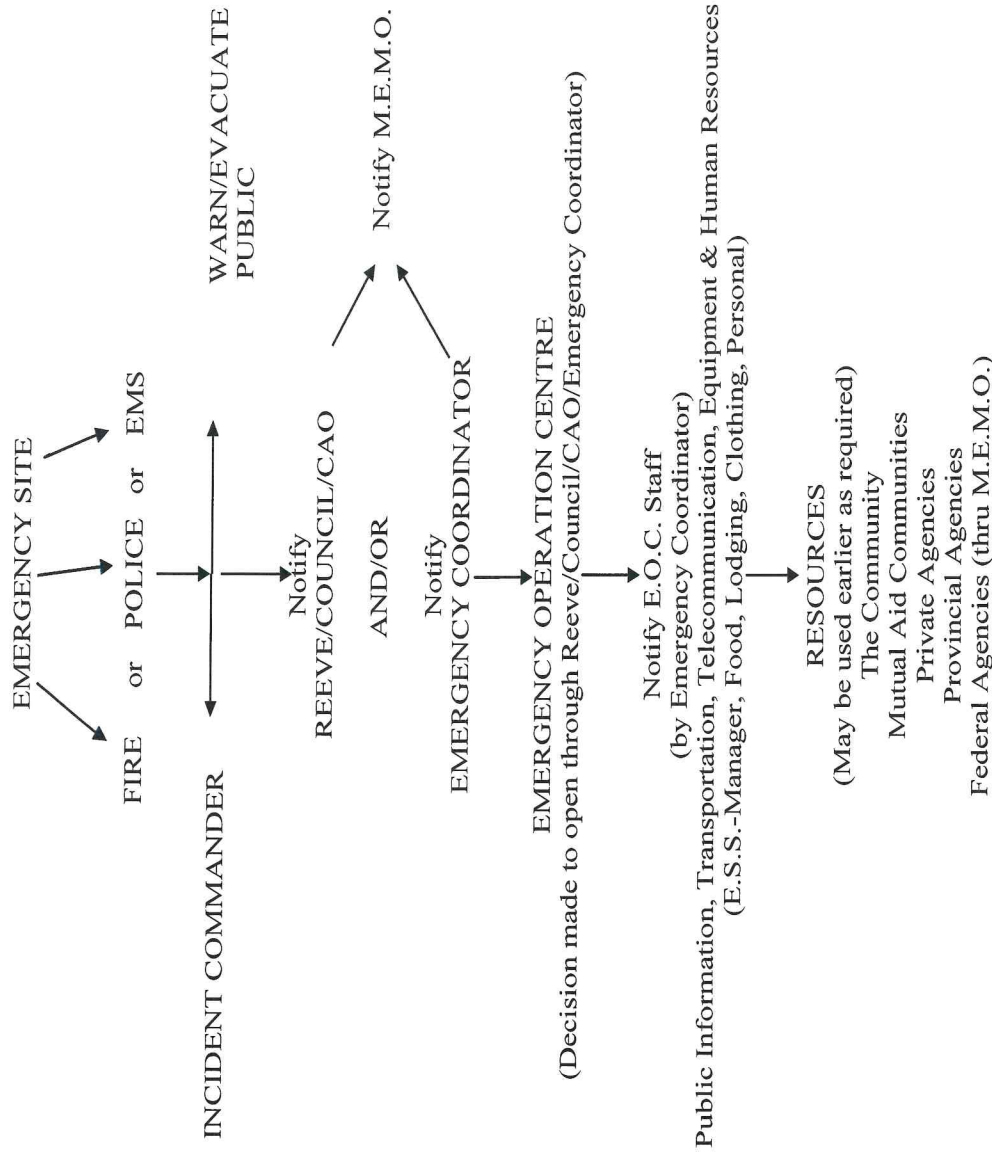 EMERGENCY SITE
FIRE or POLICE or EMS
INCIDENT COMMANDER
WARN/EVACUATE
PUBLIC
Notify
REEVE/COUNCIL/CAO
AND/OR
Notify M.E.M.O.
Notify
EMERGENCY COORDINATOR
EMERGENCY OPERATION CENTRE
(Decision made to open through Reeve/Council/CAO/Emergency Coordinator)
Notify E.O.C. Staff
(by Emergency Coordinator)
Public Information, Transportation, Telecommunication, Equipment & Human Resources
(E.S.S.-Manager, Food, Lodging, Clothing, Personal)
RESOURCES
(May be used earlier as required)
The Community
Mutual Aid Communities
Private Agencies
Provincial Agencies
Federal Agencies (thru M.E.M.O.)